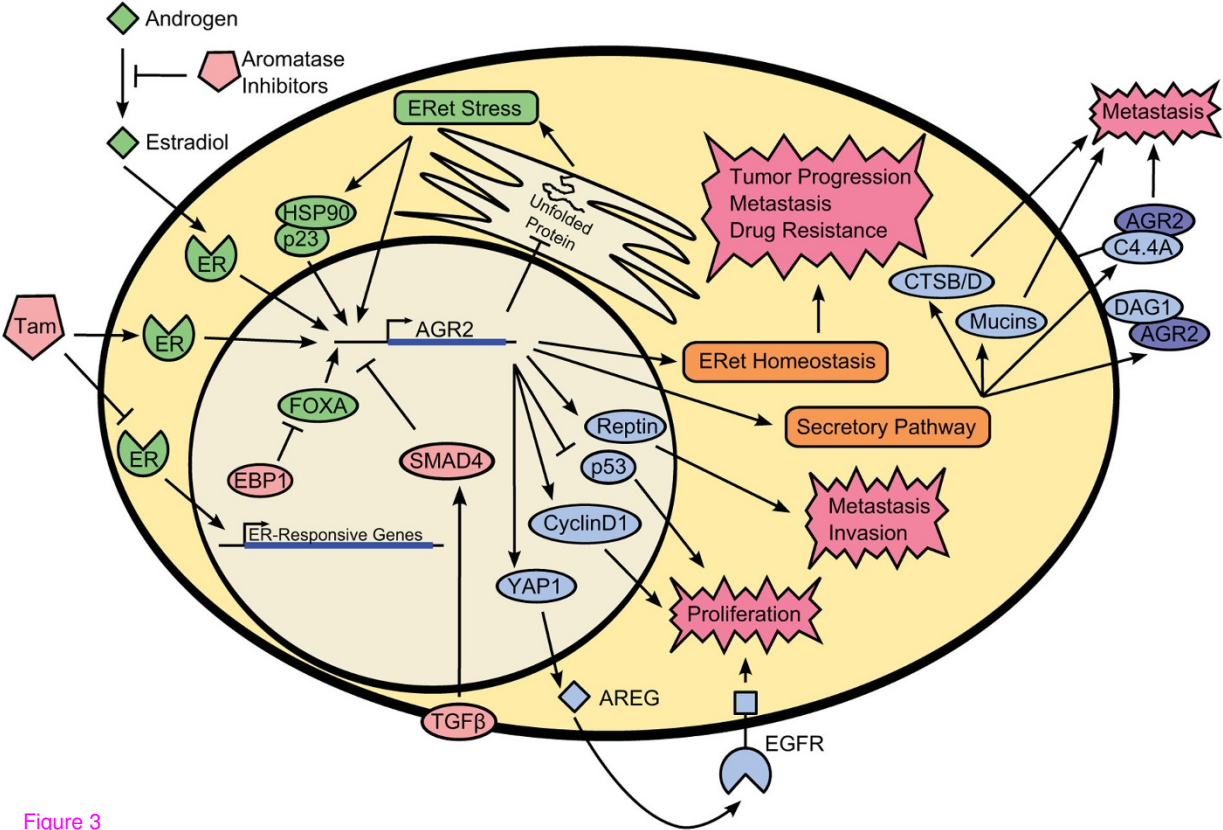 Androgen
Aromatase
Inhibitors
Estradiol
ERet Stress
HSP90
p23
ER
Unfolded
Protein
Tumor Progression
Metastasis
Drug Resistance
Metastasis
AGR2
C4.4A
CTSB/D
Mucins
DAG1
AGR2
Tam
ER
AGR2
ERet Homeostasis
FOXA
Secretory Pathway
ER
EBP1
SMAD4
Reptin
p53
CyclinD1
Metastasis
Invasion
ER-Responsive Genes
YAP1
Proliferation
AREG
TGFβ
EGFR
Figure 3